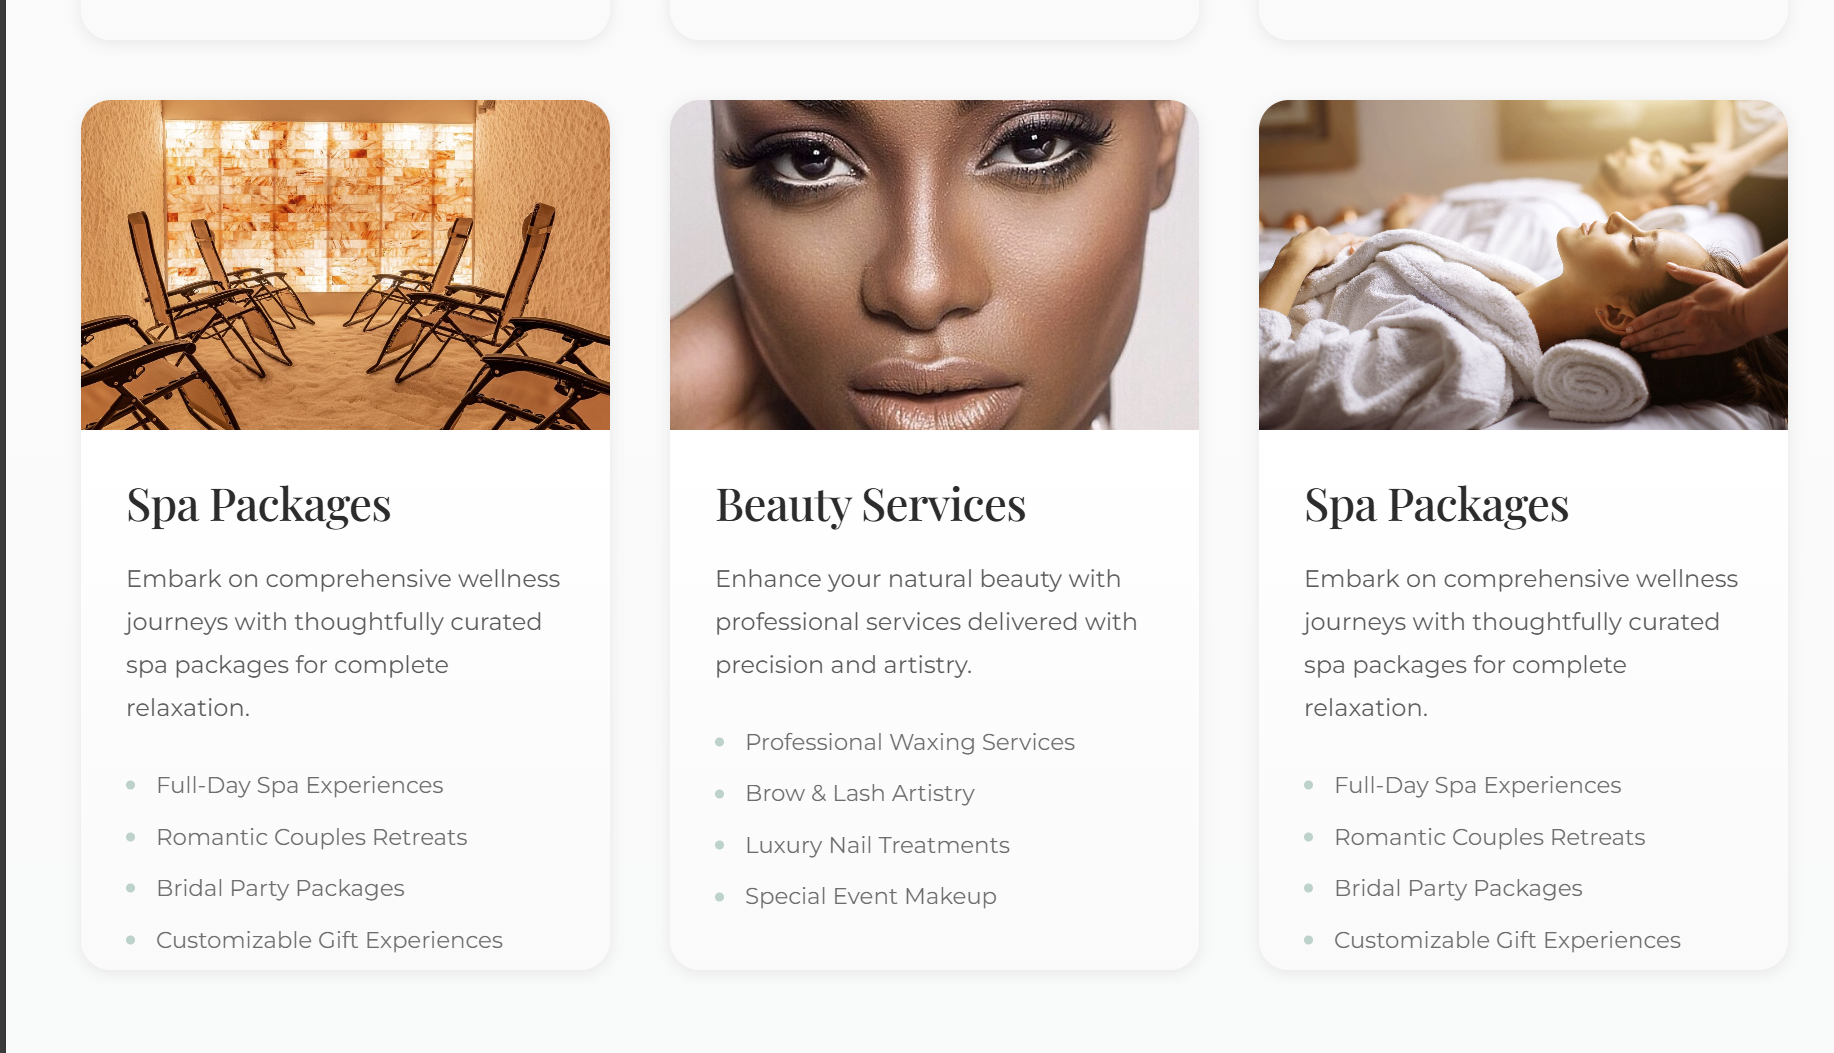 Spa Packages
Embark on comprehensive wellness
journeys with thoughtfully curated
spa packages for complete
relaxation.
Full-Day Spa Experiences
Romantic Couples Retreats
Bridal Party Packages
Customizable Gift Experiences
Beauty Services
Enhance your natural beauty with
professional services delivered with
precision and artistry.
Professional Waxing Services
Brow & Lash Artistry
Luxury Nail Treatments
Special Event Makeup
Spa Packages
Embark on comprehensive wellness
journeys with thoughtfully curated
spa packages for complete
relaxation.
Full-Day Spa Experiences
Romantic Couples Retreats
Bridal Party Packages
Customizable Gift Experiences